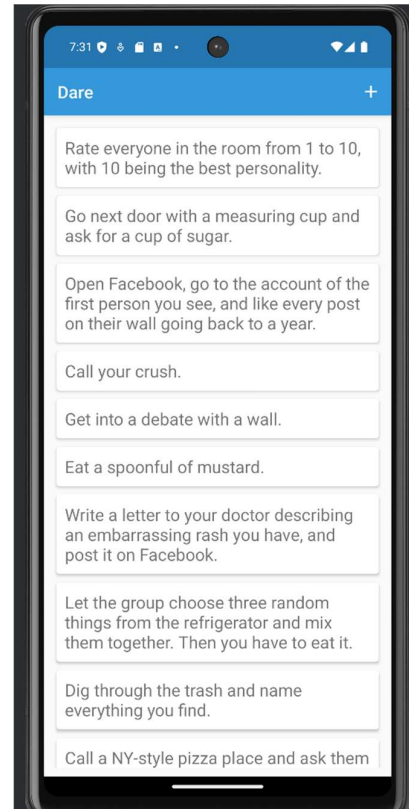 7:31
Dare
+
Rate everyone in the room from 1 to 10,
with 10 being the best personality.
Go next door with a measuring cup and
ask for a cup of sugar.
Open Facebook, go to the account of the
first person you see, and like every post
on their wall going back to a year.
Call your crush.
Get into a debate with a wall.
Eat a spoonful of mustard.
Write a letter to your doctor describing
an embarrassing rash you have, and
post it on Facebook.
Let the group choose three random
things from the refrigerator and mix
them together. Then you have to eat it.
Dig through the trash and name
everything you find.
Call a NY-style pizza place and ask them